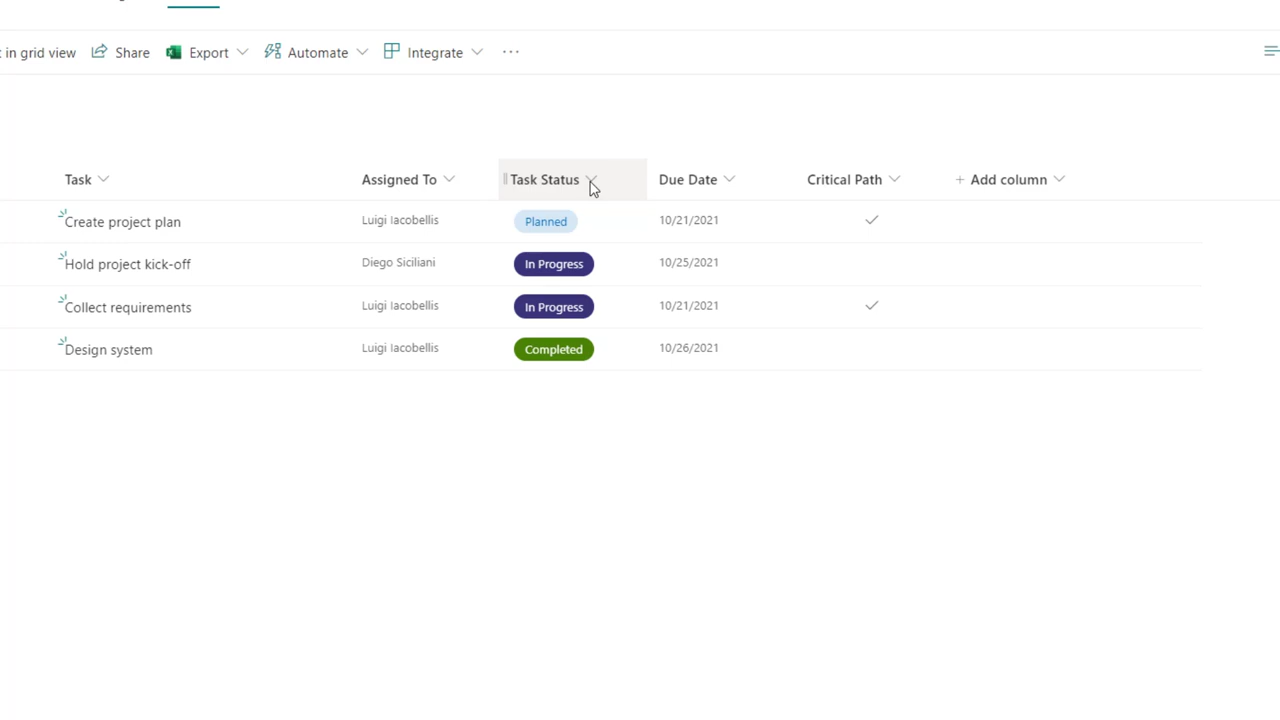 in grid view Share Export Automate Integrate ...
Task Assigned To Task Status Due Date Critical Path + Add column
Create project plan Luigi Iacobellis Planned 10/21/2021
Hold project kick-off Diego Siciliani In Progress 10/25/2021
Collect requirements Luigi Iacobellis In Progress 10/21/2021
Design system Luigi Iacobellis Completed 10/26/2021